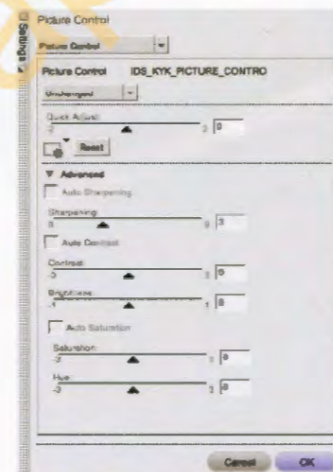 Settings
Picture Control
Picture Control
Picture Control IDS_KYK_PICTURE_CONTRO
Unchanged
Quick Adjust:
-2 2 0
Reset
Advanced
Auto Sharpening
Sharpening:
0 9 3
Auto Contrast
Contrast:
-3 3 0
Brightness:
-1 1 0
Auto Saturation
Saturation:
-3 3 0
Hue:
-3 3 0
Cancel OK